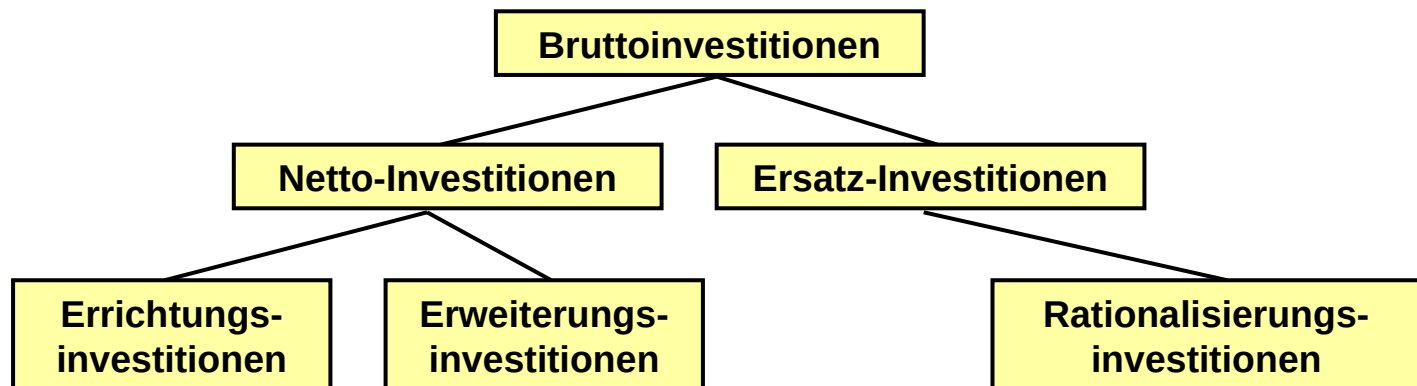 Bruttoinvestitionen
Netto-Investitionen
Ersatz-Investitionen
Errichtungs-
investitionen
Erweiterungs-
investitionen
Rationalisierungs-
investitionen